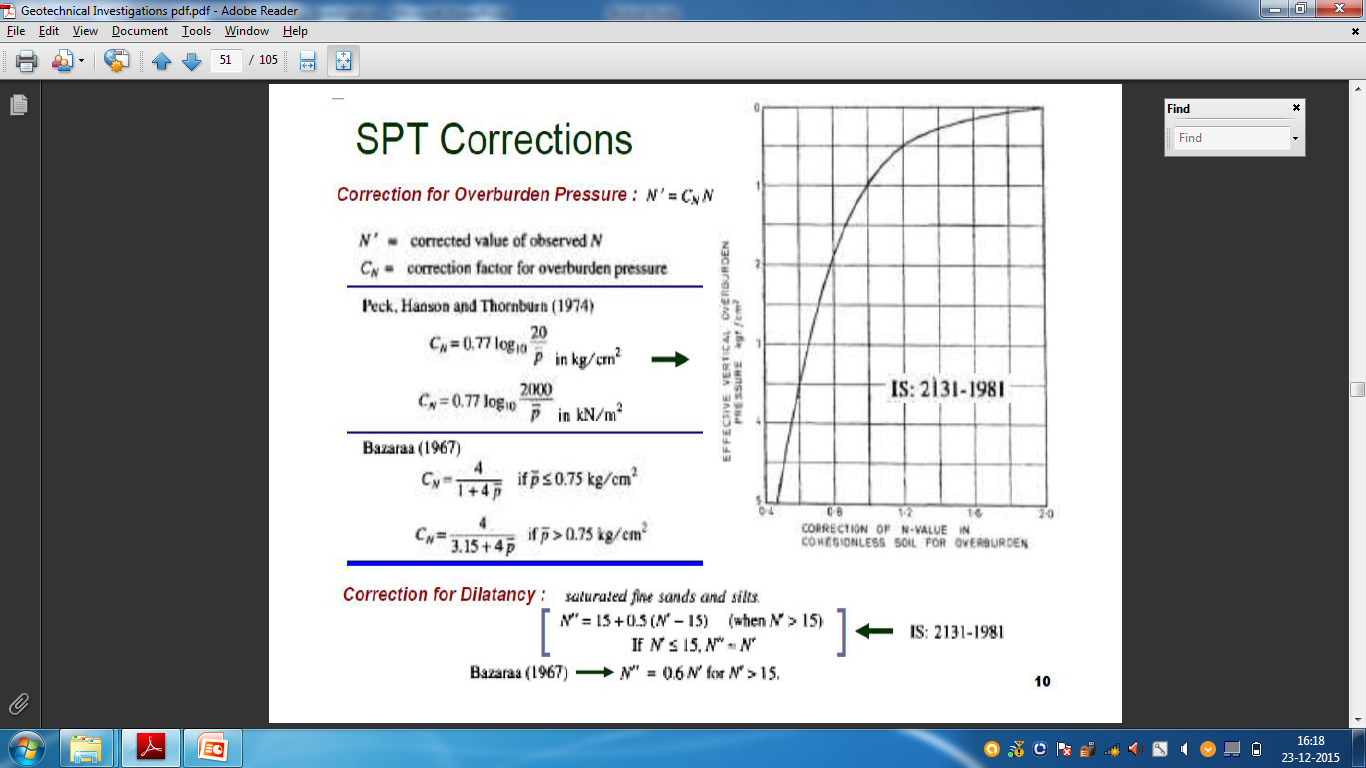 Geotechnical Investigations pdf.pdf - Adobe Reader
File Edit View Document Tools Window Help
51 / 105
Find
Find
SPT Corrections
Correction for Overburden Pressure : N' = C_N N
N' = corrected value of observed N
C_N = correction factor for overburden pressure
Peck, Hanson and Thornburn (1974)
C_N = 0.77 log₁₀ 20/p̄ in kg/cm²
C_N = 0.77 log₁₀ 2000/p̄ in kN/m²
Bazaraa (1967)
C_N = 4/(1+4p̄) if p̄ ≤ 0.75 kg/cm²
C_N = 4/(3.15+4p̄) if p̄ > 0.75 kg/cm²
EFFECTIVE VERTICAL OVERBURDEN
PRESSURE kgf/cm²
0
1
2
3
4
5
IS: 2131-1981
0·4 0·8 1·2 1·6 2·0
CORRECTION OF N-VALUE IN
COHESIONLESS SOIL FOR OVERBURDEN
Correction for Dilatancy : saturated fine sands and silts.
N'' = 15 + 0.5 (N' – 15) (when N' > 15)
If N' ≤ 15, N'' = N'
IS: 2131-1981
Bazaraa (1967) N'' = 0.6 N' for N' > 15.
10
16:18
23-12-2015